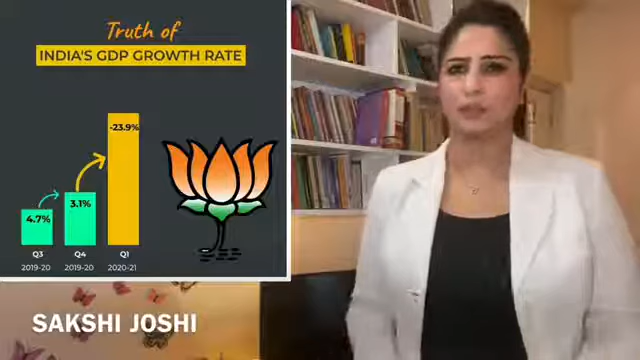 Truth of
INDIA'S GDP GROWTH RATE
-23.9%
3.1%
4.7%
Q3
Q4
Q1
2019-20
2019-20
2020-21
SAKSHI JOSHI